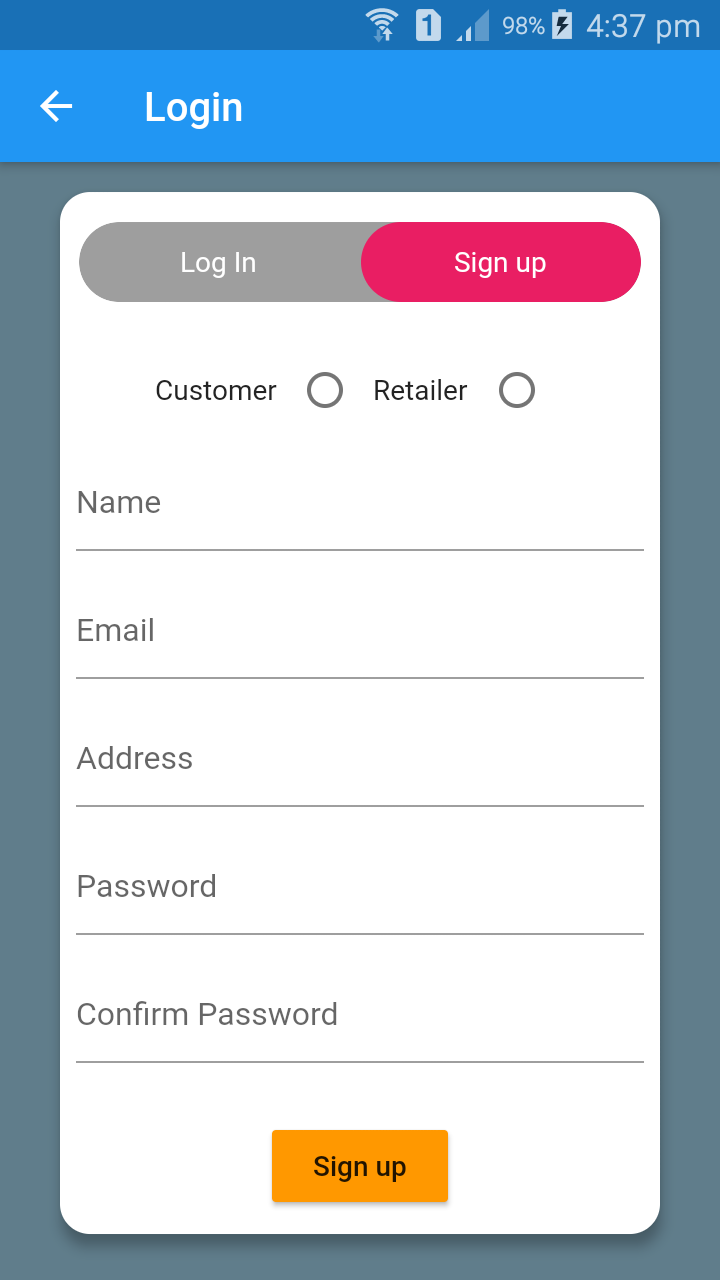 1 98% 4:37 pm
Login
Log In Sign up
Customer Retailer
Name
Email
Address
Password
Confirm Password
Sign up